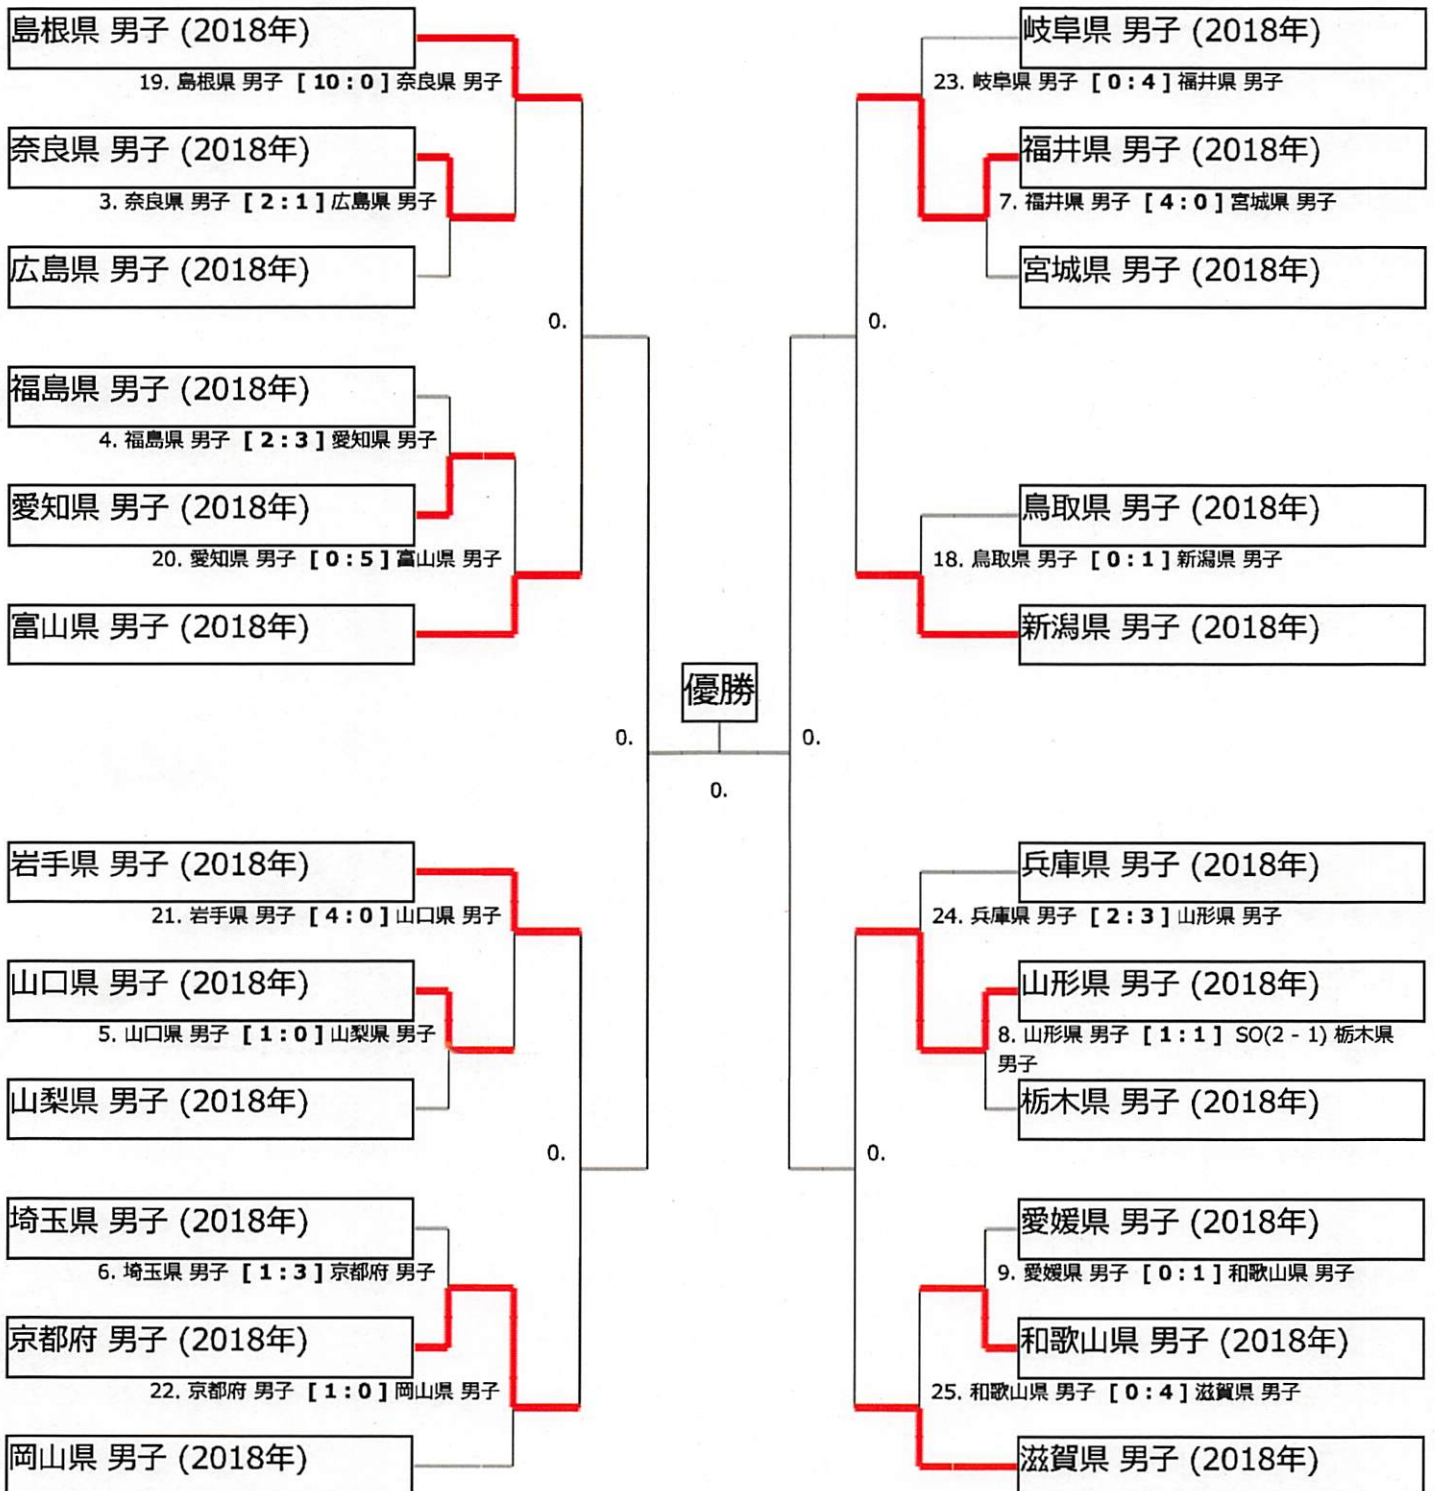 島根県 男子 (2018年)
19. 島根県 男子 [ 10 : 0 ] 奈良県 男子
奈良県 男子 (2018年)
3. 奈良県 男子 [ 2 : 1 ] 広島県 男子
広島県 男子 (2018年)
0.
福島県 男子 (2018年)
4. 福島県 男子 [ 2 : 3 ] 愛知県 男子
愛知県 男子 (2018年)
20. 愛知県 男子 [ 0 : 5 ] 富山県 男子
富山県 男子 (2018年)
0.
岩手県 男子 (2018年)
21. 岩手県 男子 [ 4 : 0 ] 山口県 男子
山口県 男子 (2018年)
5. 山口県 男子 [ 1 : 0 ] 山梨県 男子
山梨県 男子 (2018年)
0.
埼玉県 男子 (2018年)
6. 埼玉県 男子 [ 1 : 3 ] 京都府 男子
京都府 男子 (2018年)
22. 京都府 男子 [ 1 : 0 ] 岡山県 男子
岡山県 男子 (2018年)
優勝
0.
岐阜県 男子 (2018年)
23. 岐阜県 男子 [ 0 : 4 ] 福井県 男子
福井県 男子 (2018年)
7. 福井県 男子 [ 4 : 0 ] 宮城県 男子
宮城県 男子 (2018年)
0.
鳥取県 男子 (2018年)
18. 鳥取県 男子 [ 0 : 1 ] 新潟県 男子
新潟県 男子 (2018年)
0.
兵庫県 男子 (2018年)
24. 兵庫県 男子 [ 2 : 3 ] 山形県 男子
山形県 男子 (2018年)
8. 山形県 男子 [ 1 : 1 ] SO(2 - 1) 栃木県
男子
栃木県 男子 (2018年)
0.
愛媛県 男子 (2018年)
9. 愛媛県 男子 [ 0 : 1 ] 和歌山県 男子
和歌山県 男子 (2018年)
25. 和歌山県 男子 [ 0 : 4 ] 滋賀県 男子
滋賀県 男子 (2018年)